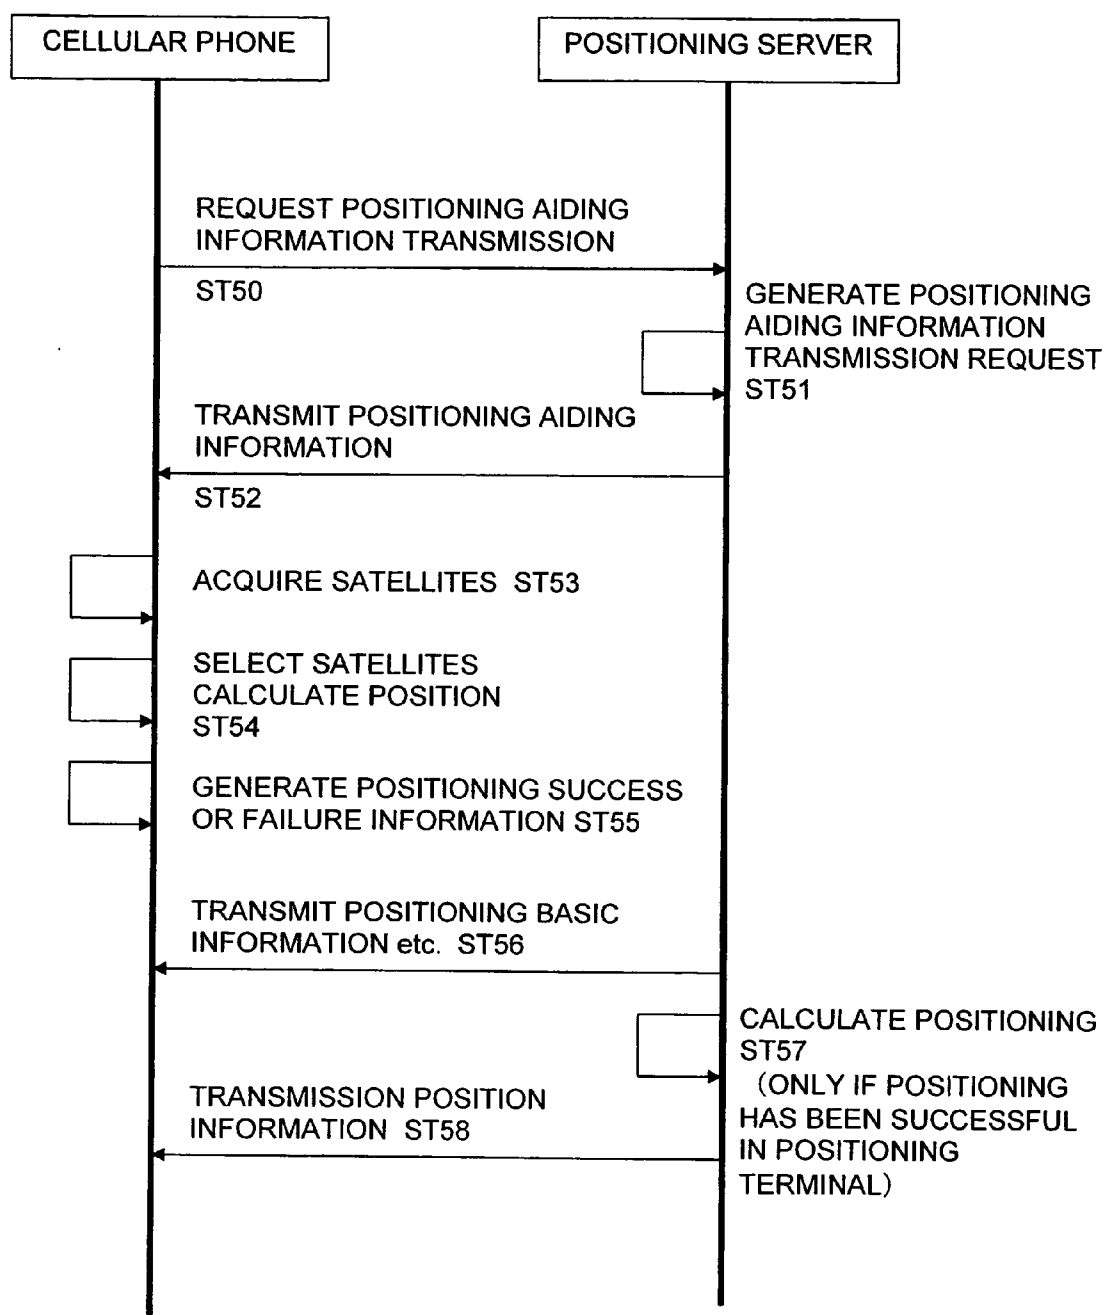 CELLULAR PHONE
POSITIONING SERVER
REQUEST POSITIONING AIDING
INFORMATION TRANSMISSION
ST50
GENERATE POSITIONING
AIDING INFORMATION
TRANSMISSION REQUEST
ST51
TRANSMIT POSITIONING AIDING
INFORMATION
ST52
ACQUIRE SATELLITES ST53
SELECT SATELLITES
CALCULATE POSITION
ST54
GENERATE POSITIONING SUCCESS
OR FAILURE INFORMATION ST55
TRANSMIT POSITIONING BASIC
INFORMATION etc. ST56
CALCULATE POSITIONING
ST57
(ONLY IF POSITIONING
HAS BEEN SUCCESSFUL
IN POSITIONING
TERMINAL)
TRANSMISSION POSITION
INFORMATION ST58